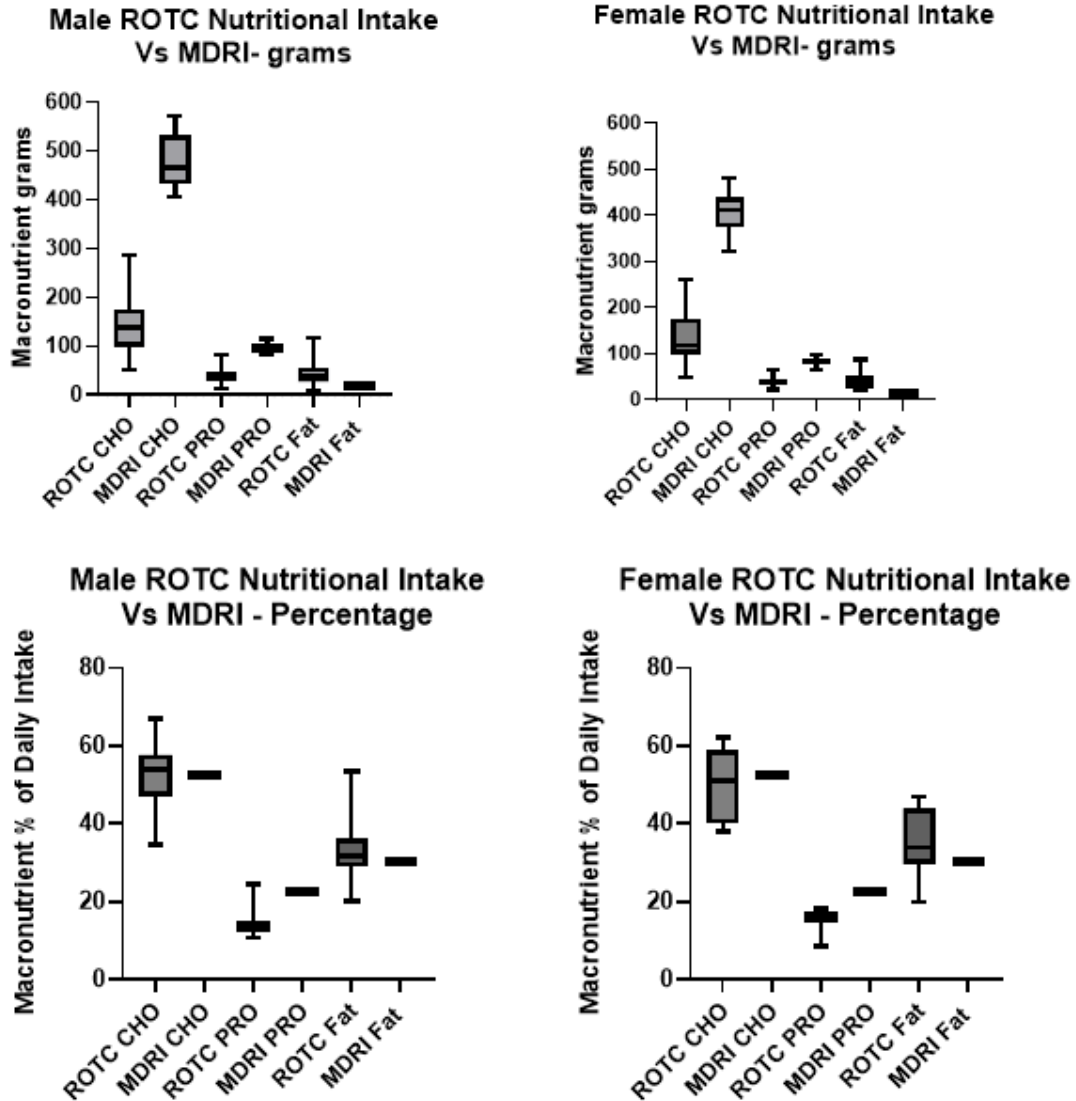 Male ROTC Nutritional Intake
Vs MDRI- grams
Macronutrient grams
600
500
400
300
200
100
0
ROTC CHO
MDRI CHO
ROTC PRO
MDRI PRO
ROTC Fat
MDRI Fat
Female ROTC Nutritional Intake
Vs MDRI- grams
Macronutrient grams
600
500
400
300
200
100
0
ROTC CHO
MDRI CHO
ROTC PRO
MDRI PRO
ROTC Fat
MDRI Fat
Male ROTC Nutritional Intake
Vs MDRI - Percentage
Macronutrient % of Daily Intake
80
60
40
20
0
ROTC CHO
MDRI CHO
ROTC PRO
MDRI PRO
ROTC Fat
MDRI Fat
Female ROTC Nutritional Intake
Vs MDRI - Percentage
Macronutrient % of Daily Intake
80
60
40
20
0
ROTC CHO
MDRI CHO
ROTC PRO
MDRI PRO
ROTC Fat
MDRI Fat